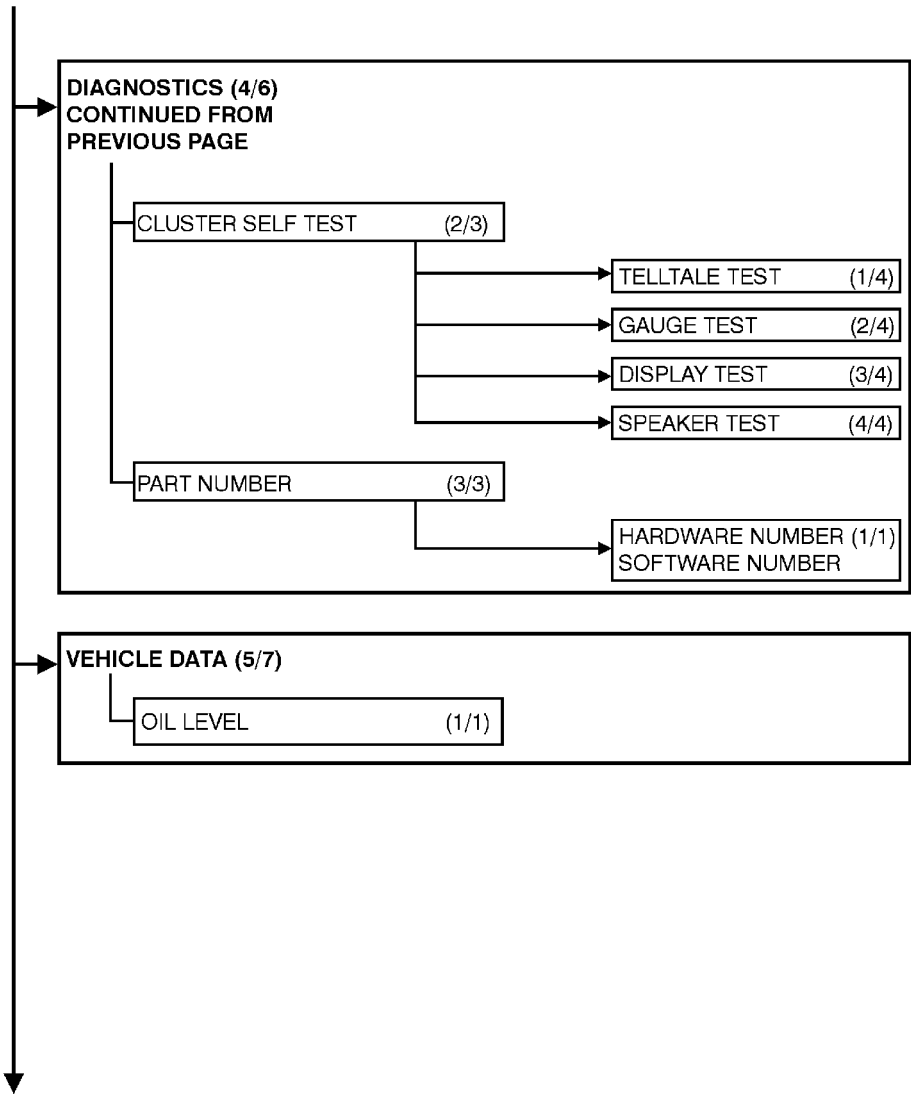 DIAGNOSTICS (4/6)
CONTINUED FROM
PREVIOUS PAGE
CLUSTER SELF TEST (2/3)
TELLTALE TEST (1/4)
GAUGE TEST (2/4)
DISPLAY TEST (3/4)
SPEAKER TEST (4/4)
PART NUMBER (3/3)
HARDWARE NUMBER (1/1)
SOFTWARE NUMBER
VEHICLE DATA (5/7)
OIL LEVEL (1/1)